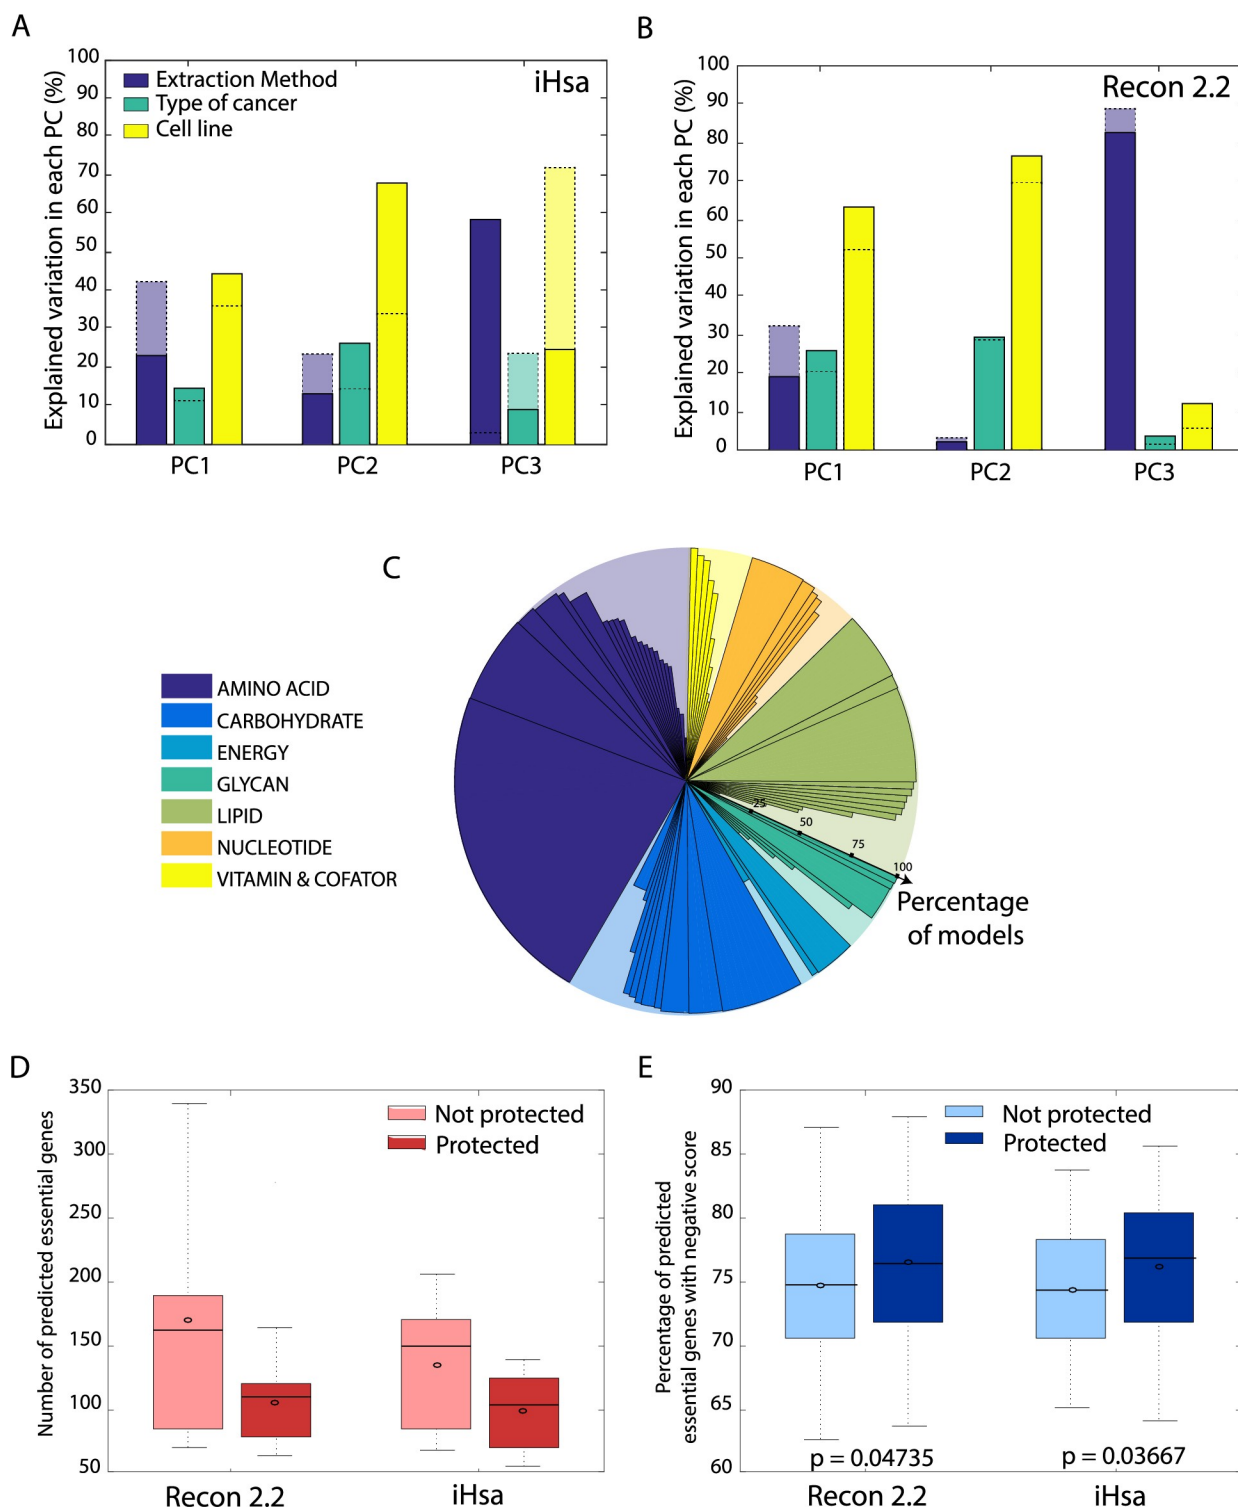 A
Explained variation in each PC (%)
100
90
80
70
60
50
40
30
20
10
0
Extraction Method
Type of cancer
Cell line
iHsa
PC1
PC2
PC3
B
Explained variation in each PC (%)
100
90
80
70
60
50
40
30
20
10
0
Recon 2.2
PC1
PC2
PC3
C
AMINO ACID
CARBOHYDRATE
ENERGY
GLYCAN
LIPID
NUCLEOTIDE
VITAMIN & COFATOR
25
50
75
100
Percentage
of models
D
Number of predicted essential genes
350
300
250
200
150
100
50
Not protected
Protected
Recon 2.2
iHsa
E
Percentage of predicted
essential genes with negative score
90
85
80
75
70
65
60
Not protected
Protected
p = 0.04735
p = 0.03667
Recon 2.2
iHsa